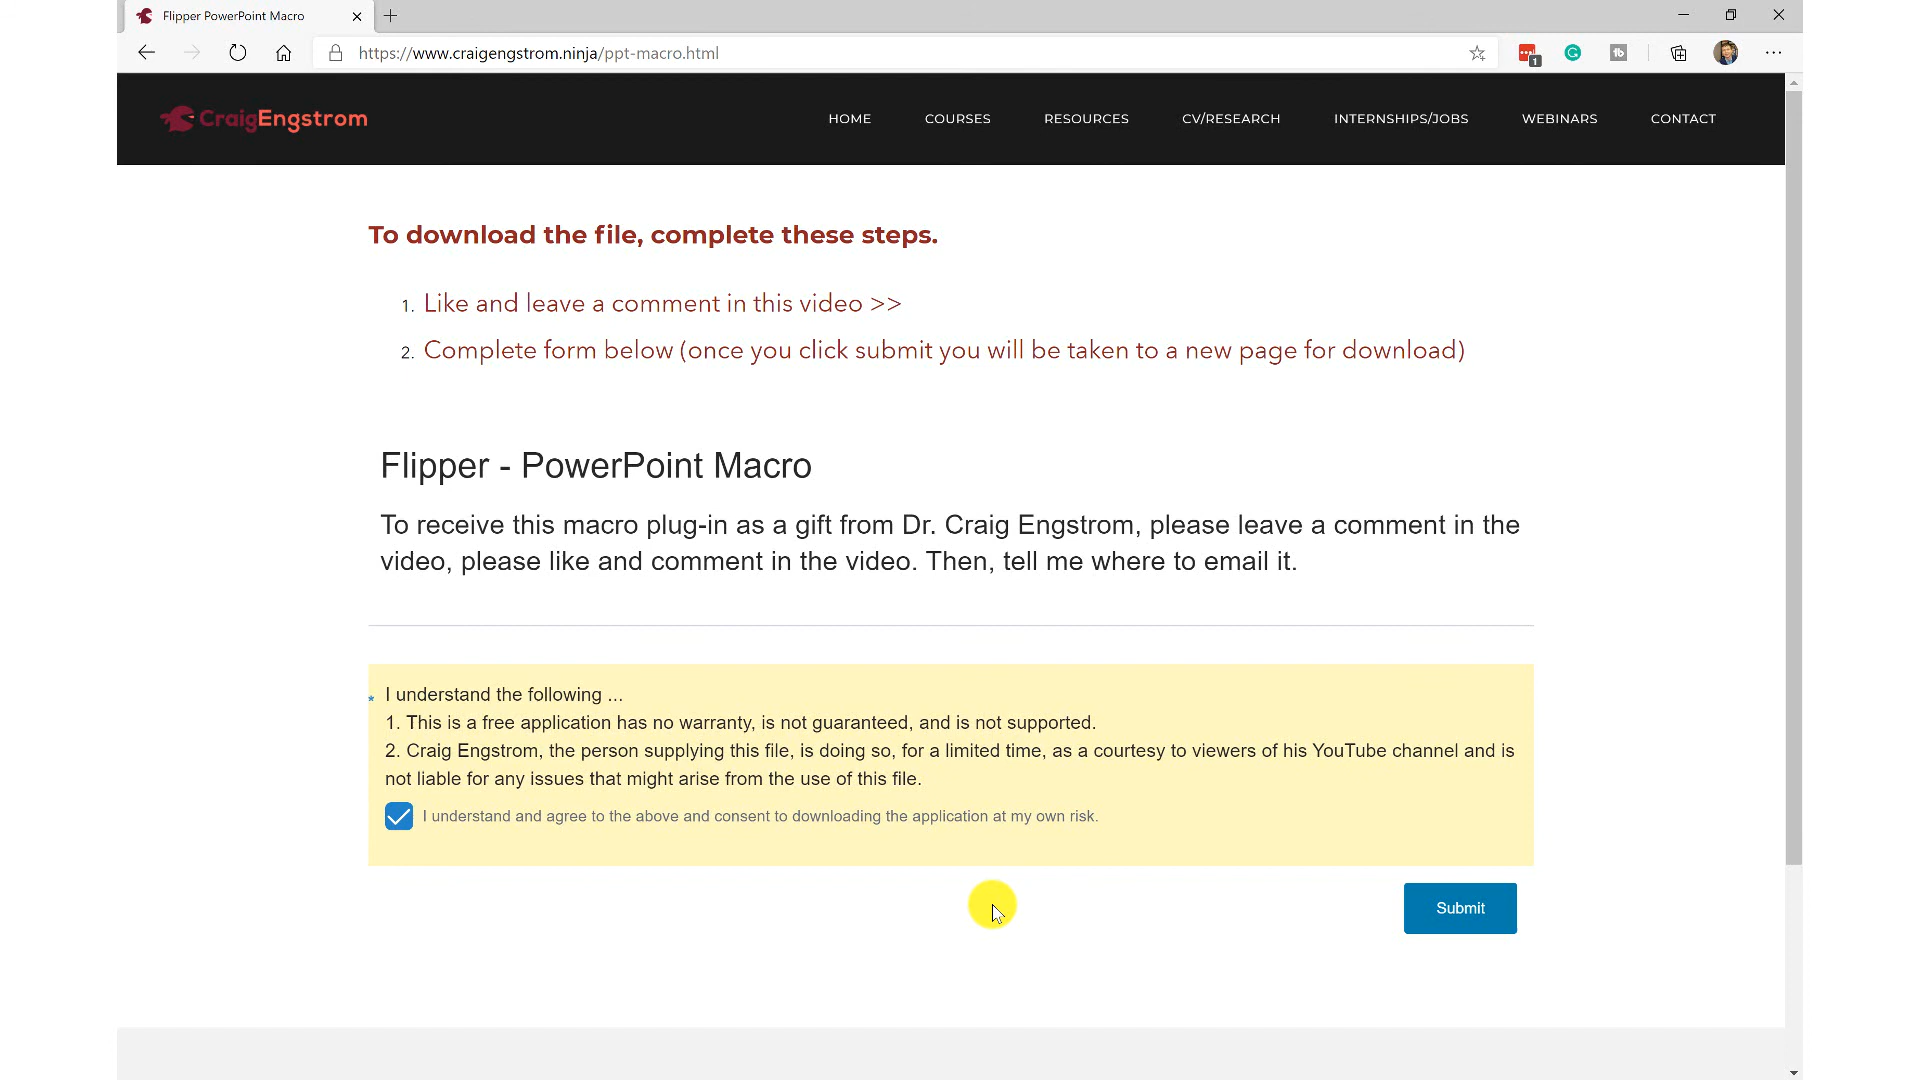 Flipper PowerPoint Macro
https://www.craigengstrom.ninja/ppt-macro.html
1
tb
CraigEngstrom
HOME COURSES RESOURCES CV/RESEARCH INTERNSHIPS/JOBS WEBINARS CONTACT
To download the file, complete these steps.
1. Like and leave a comment in this video >>
2. Complete form below (once you click submit you will be taken to a new page for download)
Flipper - PowerPoint Macro
To receive this macro plug-in as a gift from Dr. Craig Engstrom, please leave a comment in the
video, please like and comment in the video. Then, tell me where to email it.
* I understand the following ...
1. This is a free application has no warranty, is not guaranteed, and is not supported.
2. Craig Engstrom, the person supplying this file, is doing so, for a limited time, as a courtesy to viewers of his YouTube channel and is
not liable for any issues that might arise from the use of this file.
I understand and agree to the above and consent to downloading the application at my own risk.
Submit